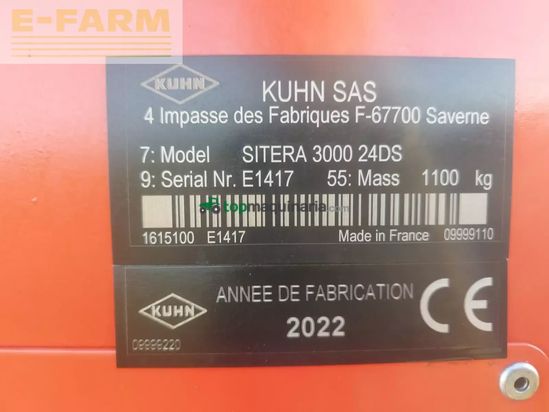 E-FARM
KUHN
KUHN SAS
4 Impasse des Fabriques F-67700 Saverne
7: Model SITERA 3000 24DS
9: Serial Nr. E1417 55: Mass 1100 kg
topmaquinaria.com
1615100 E1417 Made in France 09999110
KUHN
ANNEE DE FABRICATION
2022
CE
09999220